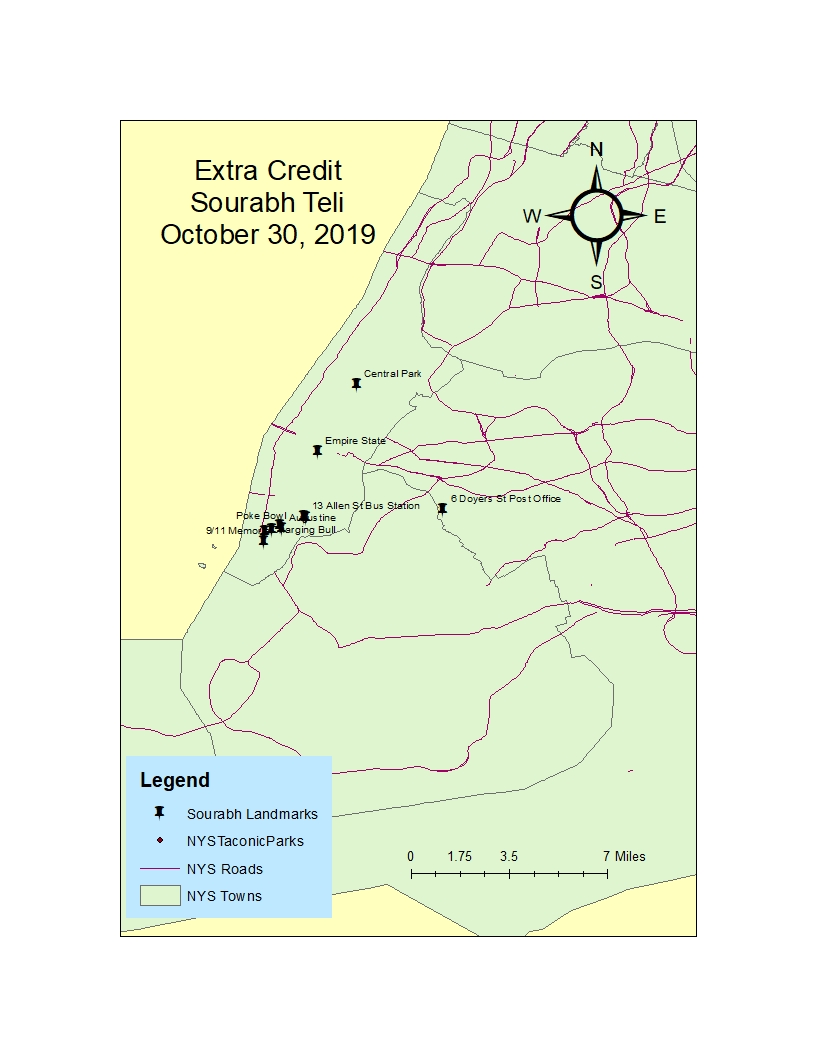 Extra Credit
Sourabh Teli
October 30, 2019
N
W
E
S
Central Park
Empire State
13 Allen St Bus Station
6 Doyers St Post Office
Poke Bowl
Augustine
9/11
Bull
Legend
Sourabh Landmarks
NYSTaconicParks
NYS Roads
NYS Towns
0 1.75 3.5 7 Miles